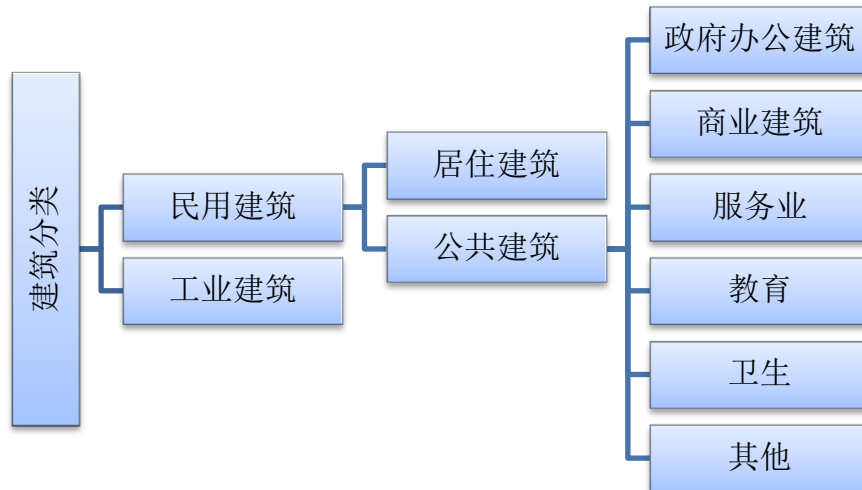 建筑分类
民用建筑
工业建筑
居住建筑
公共建筑
政府办公建筑
商业建筑
服务业
教育
卫生
其他